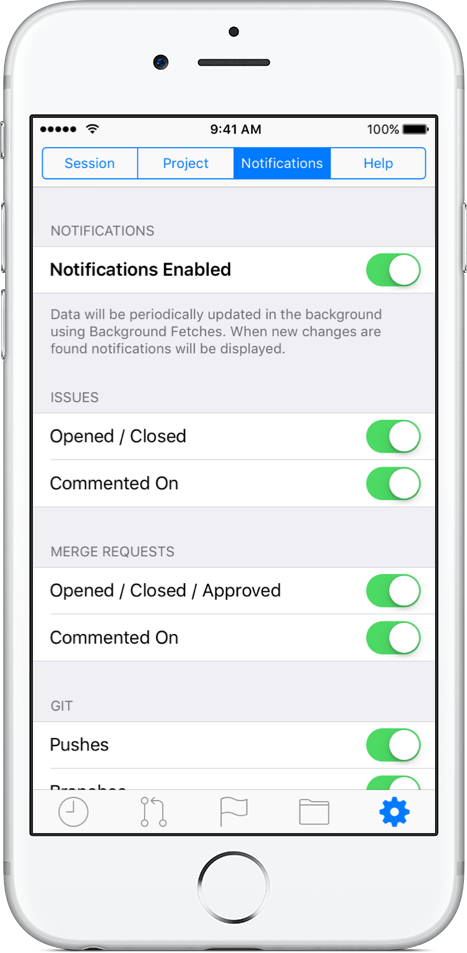 9:41 AM 100%
Session Project Notifications Help
NOTIFICATIONS
Notifications Enabled
Data will be periodically updated in the background
using Background Fetches. When new changes are
found notifications will be displayed.
ISSUES
Opened / Closed
Commented On
MERGE REQUESTS
Opened / Closed / Approved
Commented On
GIT
Pushes
Branches